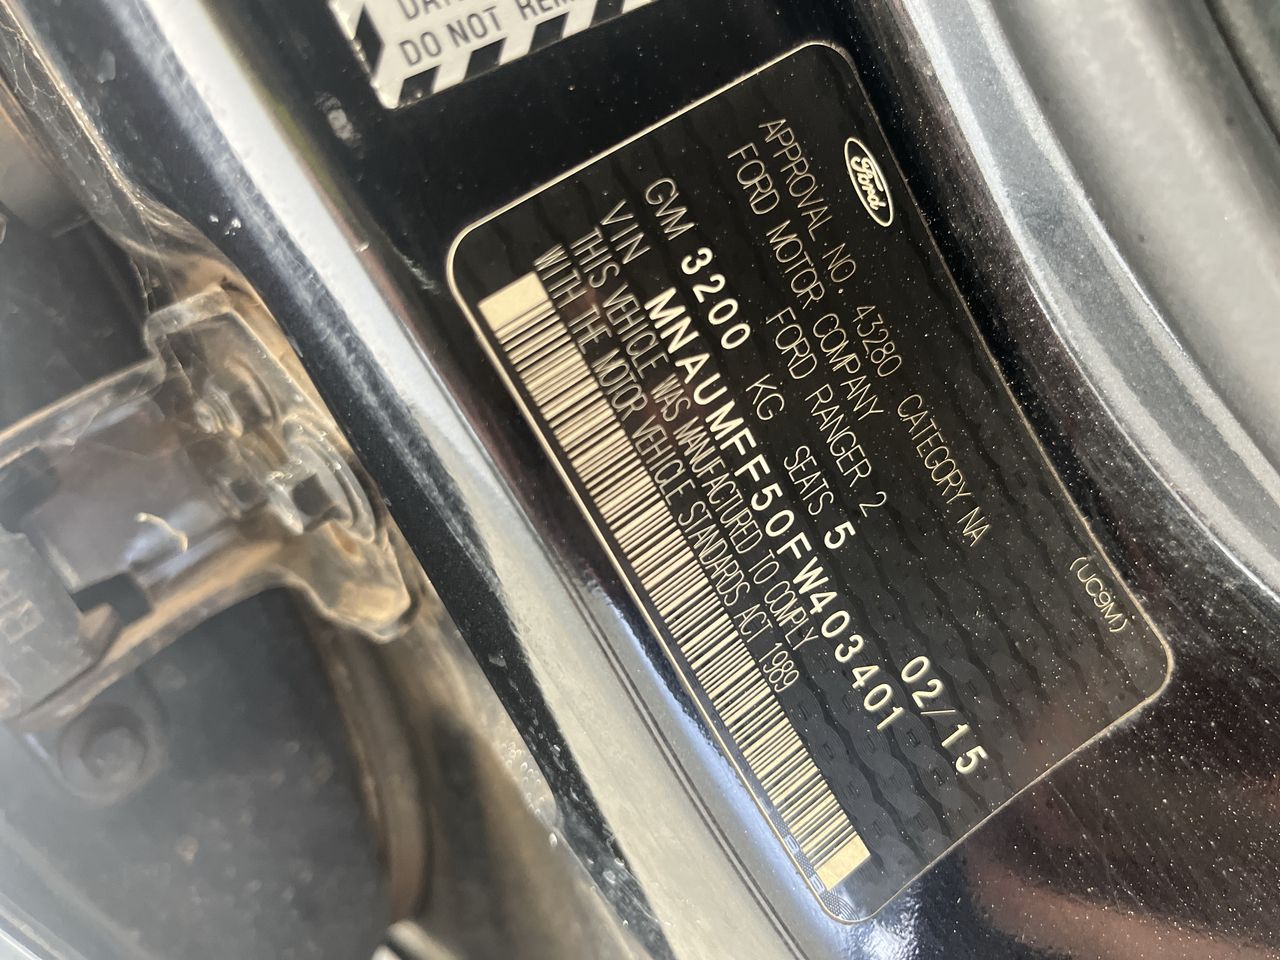 DO NOT
Ford
(UC9M)
APPROVAL NO. 43280 CATEGORY. NA
FORD MOTOR COMPANY
FORD RANGER 2
02/15
GVM 3200 KG SEATS 5
VIN MNAUMFF50FW403401
THIS VEHICLE WAS MANUFACTURED TO COMPLY
WITH THE MOTOR VEHICLE STANDARDS ACT 1989